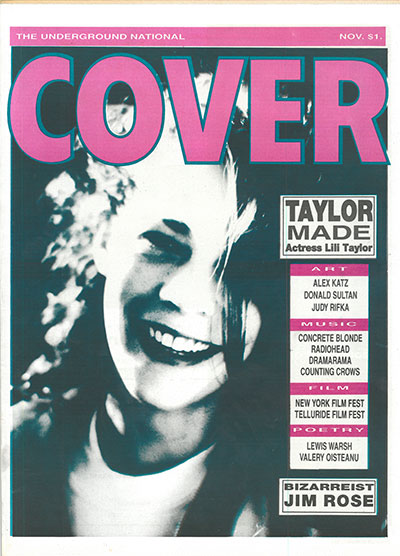 THE UNDERGROUND NATIONAL NOV. $1.
COVER
TAYLOR
MADE
Actress Lili Taylor
ART
ALEX KATZ
DONALD SULTAN
JUDY RIFKA
MUSIC
CONCRETE BLONDE
RADIOHEAD
DRAMARAMA
COUNTING CROWS
FILM
NEW YORK FILM FEST
TELLURIDE FILM FEST
POETRY
LEWIS WARSH
VALERY OISTEANU
BIZARREIST
JIM ROSE